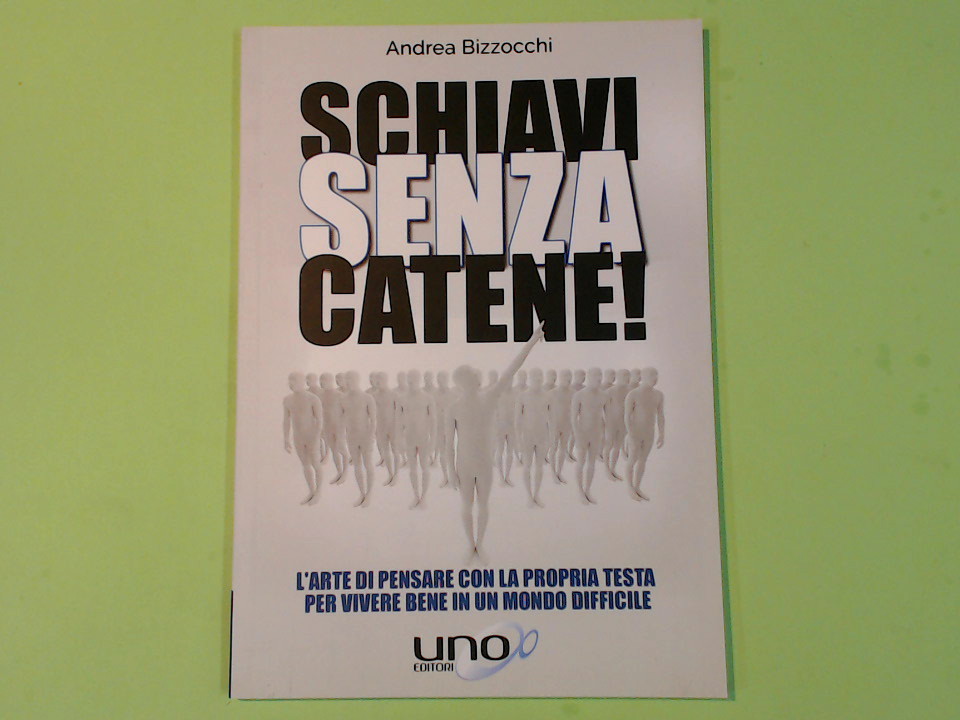 Andrea Bizzocchi
SCHIAVI
SENZA
CATENE!
L'ARTE DI PENSARE CON LA PROPRIA TESTA
PER VIVERE BENE IN UN MONDO DIFFICILE
uno
EDITORI